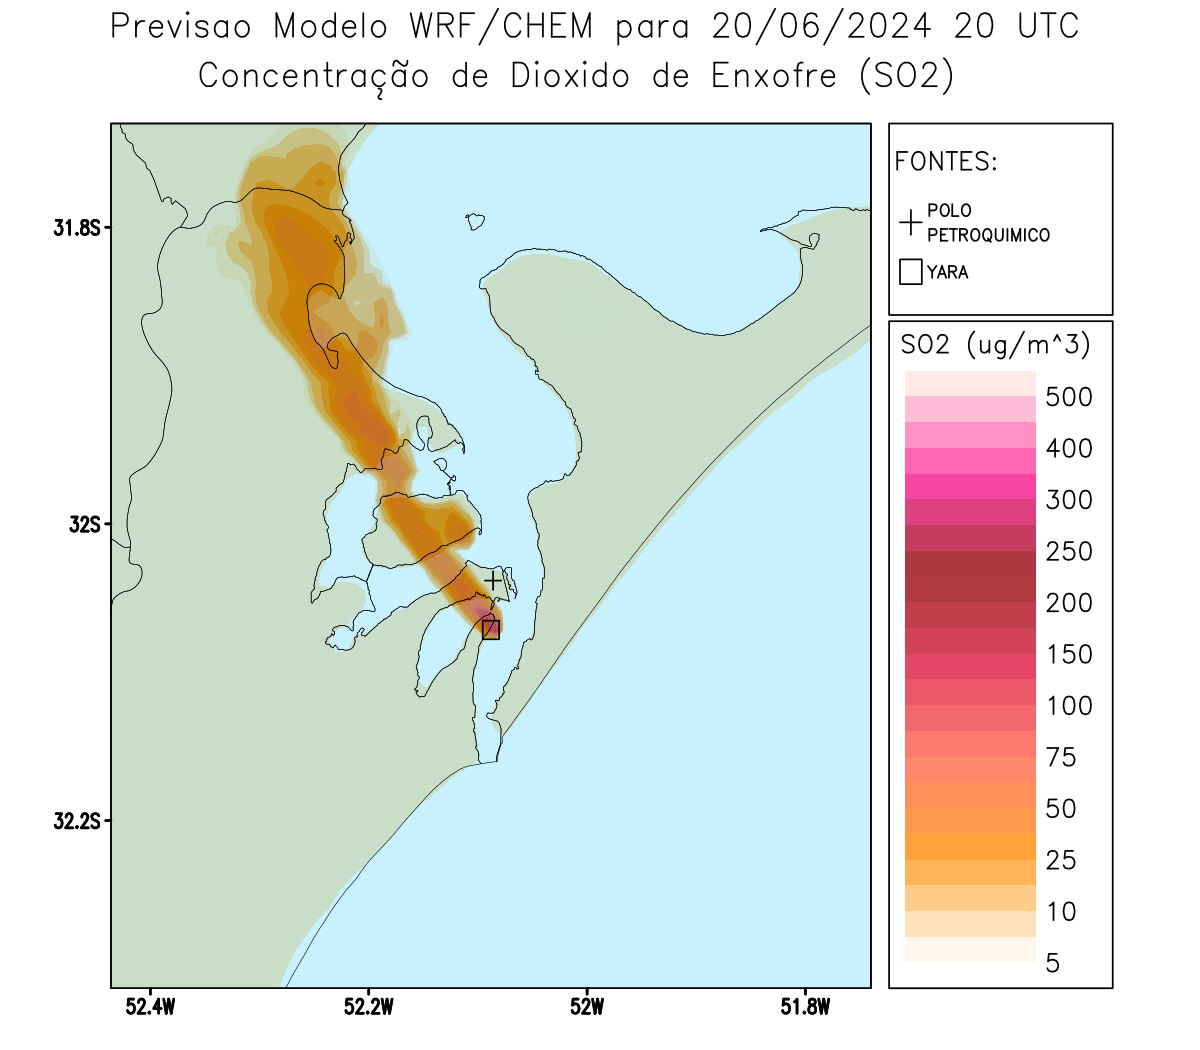 Previsao Modelo WRF/CHEM para 20/06/2024 20 UTC
Concentração de Dioxido de Enxofre (SO2)
FONTES:
POLO
PETROQUIMICO
YARA
SO2 (ug/m^3)
500
400
300
250
200
150
100
75
50
25
10
5
31.8S
32S
32.2S
52.4W
52.2W
52W
51.8W